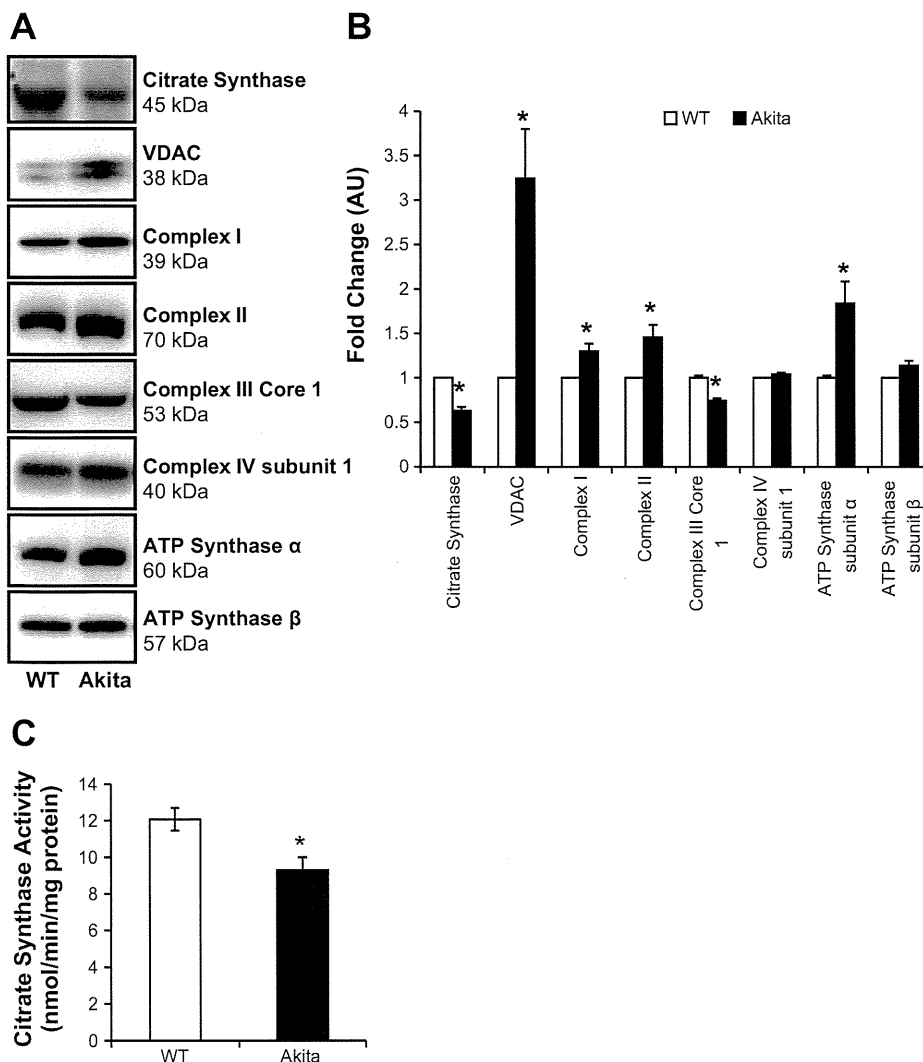 A
Citrate Synthase
45 kDa
VDAC
38 kDa
Complex I
39 kDa
Complex II
70 kDa
Complex III Core 1
53 kDa
Complex IV subunit 1
40 kDa
ATP Synthase α
60 kDa
ATP Synthase β
57 kDa
WT Akita
B
WT Akita
Fold Change (AU)
4
3.5
3
2.5
2
1.5
1
0.5
0
* * * * * *
Citrate Synthase
VDAC
Complex I
Complex II
Complex III Core
1
Complex IV
subunit 1
ATP Synthase
subunit α
ATP Synthase
subunit β
C
Citrate Synthase Activity
(nmol/min/mg protein)
14
12
10
8
6
4
2
0
*
WT Akita